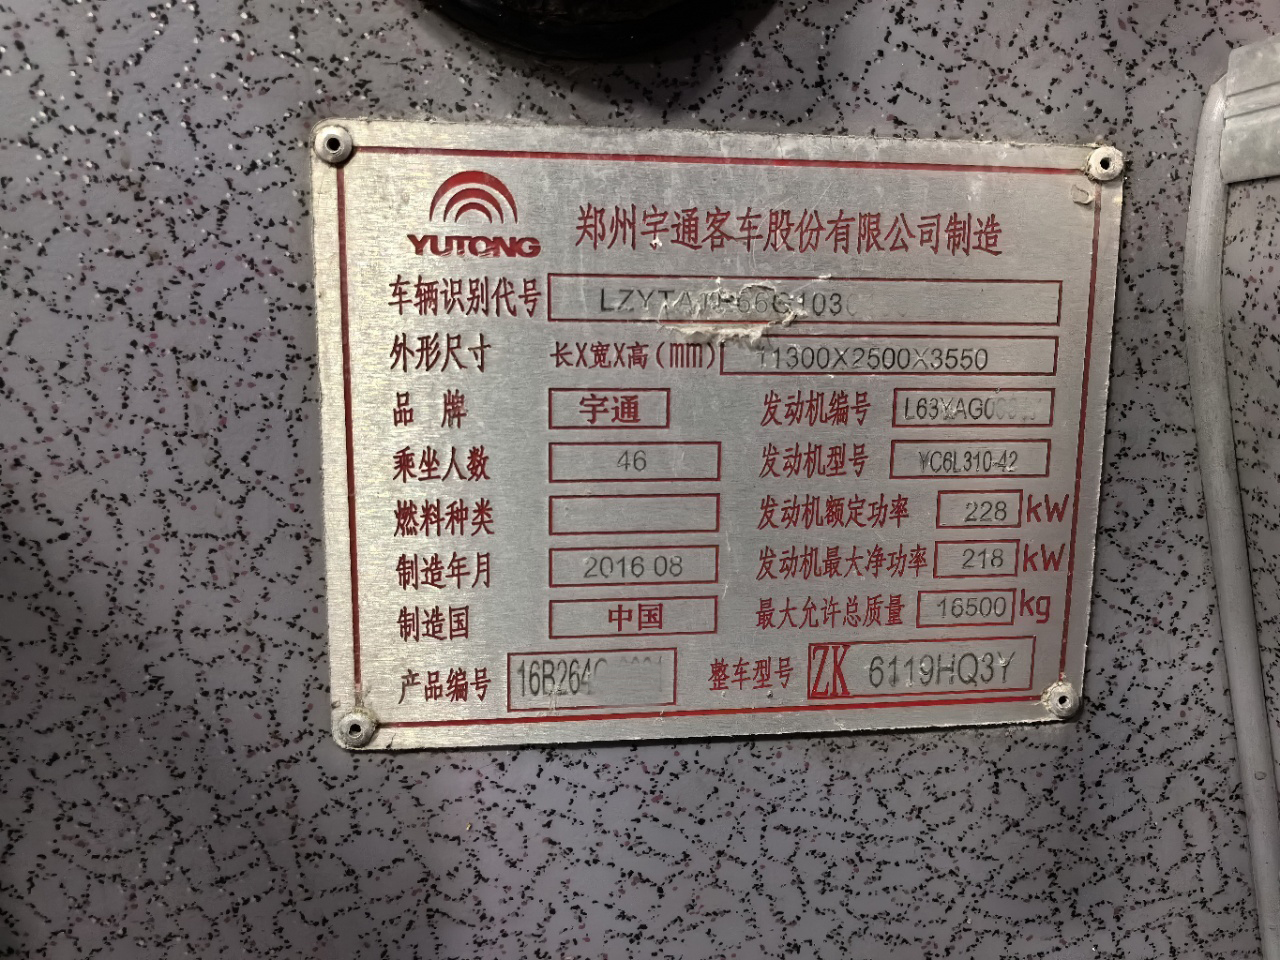 YUTONG 郑州宇通客车股份有限公司制造
车辆识别代号
外形尺寸 长X宽X高(mm) 11300X2500X3550
品 牌 宇通 发动机编号
乘坐人数 46 发动机型号 YC6L310-42
燃料种类 发动机额定功率 228 kW
制造年月 2016 08 发动机最大净功率 218 kW
制造国 中国 最大允许总质量 16500 kg
产品编号 整车型号 ZK 6119HQ3Y